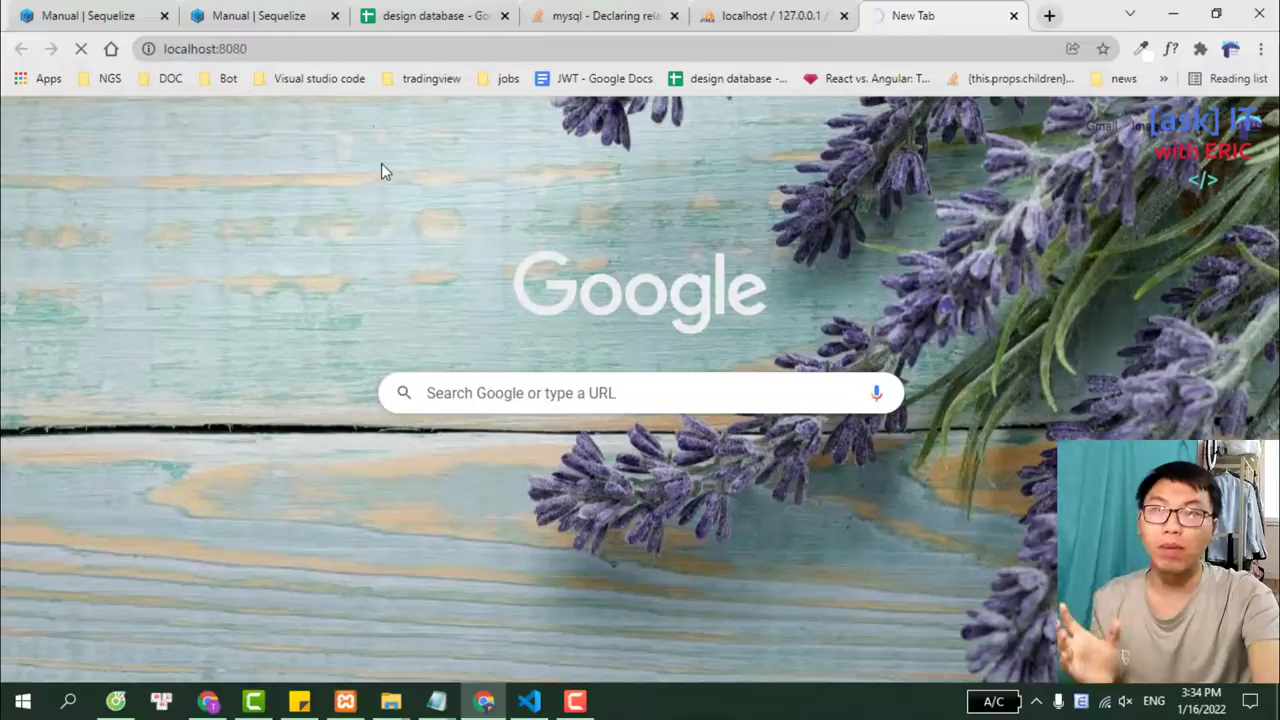 Manual | Sequelize
Manual | Sequelize
design database - Go
mysql - Declaring rela
localhost / 127.0.0.1 /
New Tab
localhost:8080
Apps
NGS
DOC
Bot
Visual studio code
tradingview
jobs
JWT - Google Docs
design database -...
React vs. Angular: T...
{this.props.children}...
news
Reading list
Gmail
[ask] IT
with ERIC
</>
Google
Search Google or type a URL
A/C
ENG
3:34 PM
1/16/2022